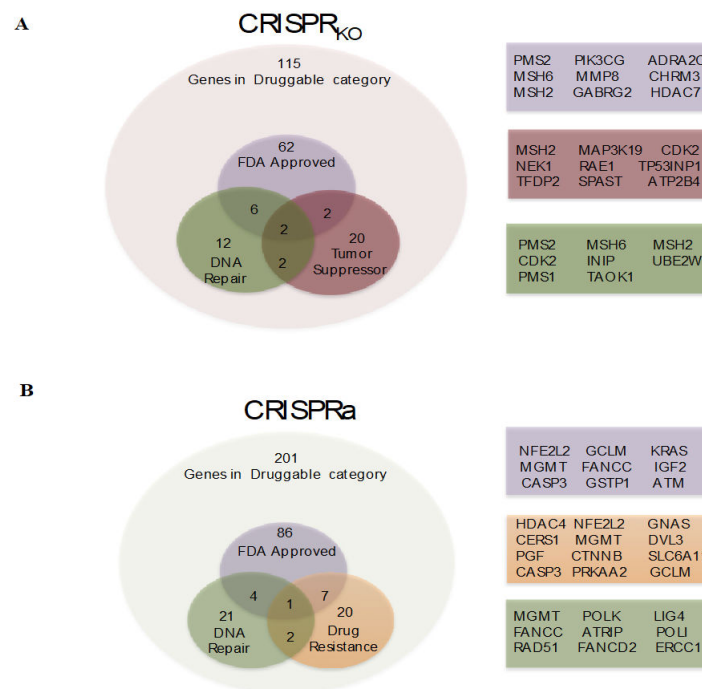 A
CRISPRKO
115
Genes in Druggable category
62
FDA Approved
6
2
2
12
DNA
Repair
2
20
Tumor
Suppressor
PMS2 PIK3CG ADRA2C
MSH6 MMP8 CHRM3
MSH2 GABRG2 HDAC7
MSH2 MAP3K19 CDK2
NEK1 RAE1 TP53INP1
TFDP2 SPAST ATP2B4
PMS2 MSH6 MSH2
CDK2 INIP UBE2W
PMS1 TAOK1
B
CRISPRa
201
Genes in Druggable category
86
FDA Approved
4
1
7
21
DNA
Repair
2
20
Drug
Resistance
NFE2L2 GCLM KRAS
MGMT FANCC IGF2
CASP3 GSTP1 ATM
HDAC4 NFE2L2 GNAS
CERS1 MGMT DVL3
PGF CTNNB SLC6A1
CASP3 PRKAA2 GCLM
MGMT POLK LIG4
FANCC ATRIP POLI
RAD51 FANCD2 ERCC1